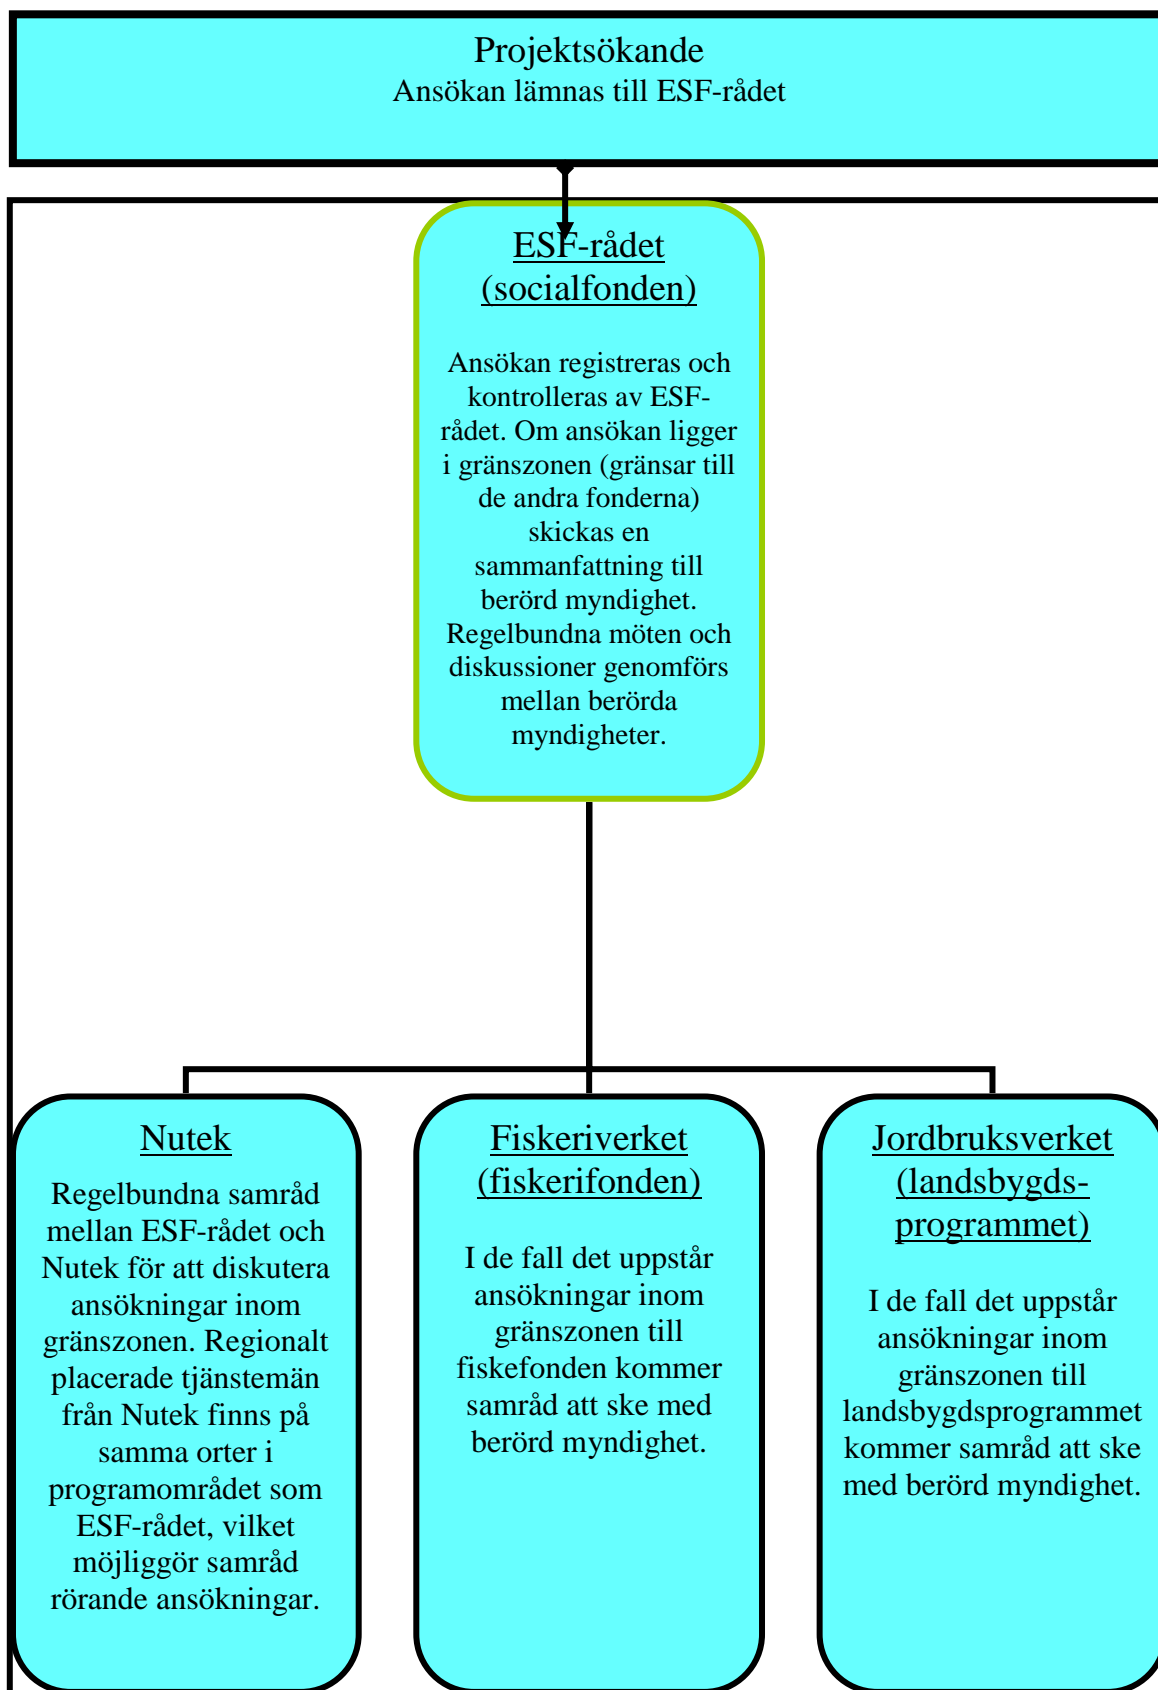 Projektsökande
Ansökan lämnas till ESF-rådet
ESF-rådet
(socialfonden)
Ansökan registreras och
kontrolleras av ESF-
rådet. Om ansökan ligger
i gränszonen (gränsar till
de andra fonderna)
skickas en
sammanfattning till
berörd myndighet.
Regelbundna möten och
diskussioner genomförs
mellan berörda
myndigheter.
Nutek
Regelbundna samråd
mellan ESF-rådet och
Nutek för att diskutera
ansökningar inom
gränszonen. Regionalt
placerade tjänstemän
från Nutek finns på
samma orter i
programområdet som
ESF-rådet, vilket
möjliggör samråd
rörande ansökningar.
Fiskeriverket
(fiskerifonden)
I de fall det uppstår
ansökningar inom
gränszonen till
fiskefonden kommer
samråd att ske med
berörd myndighet.
Jordbruksverket
(landsbygds-
programmet)
I de fall det uppstår
ansökningar inom
gränszonen till
landsbygdsprogrammet
kommer samråd att ske
med berörd myndighet.